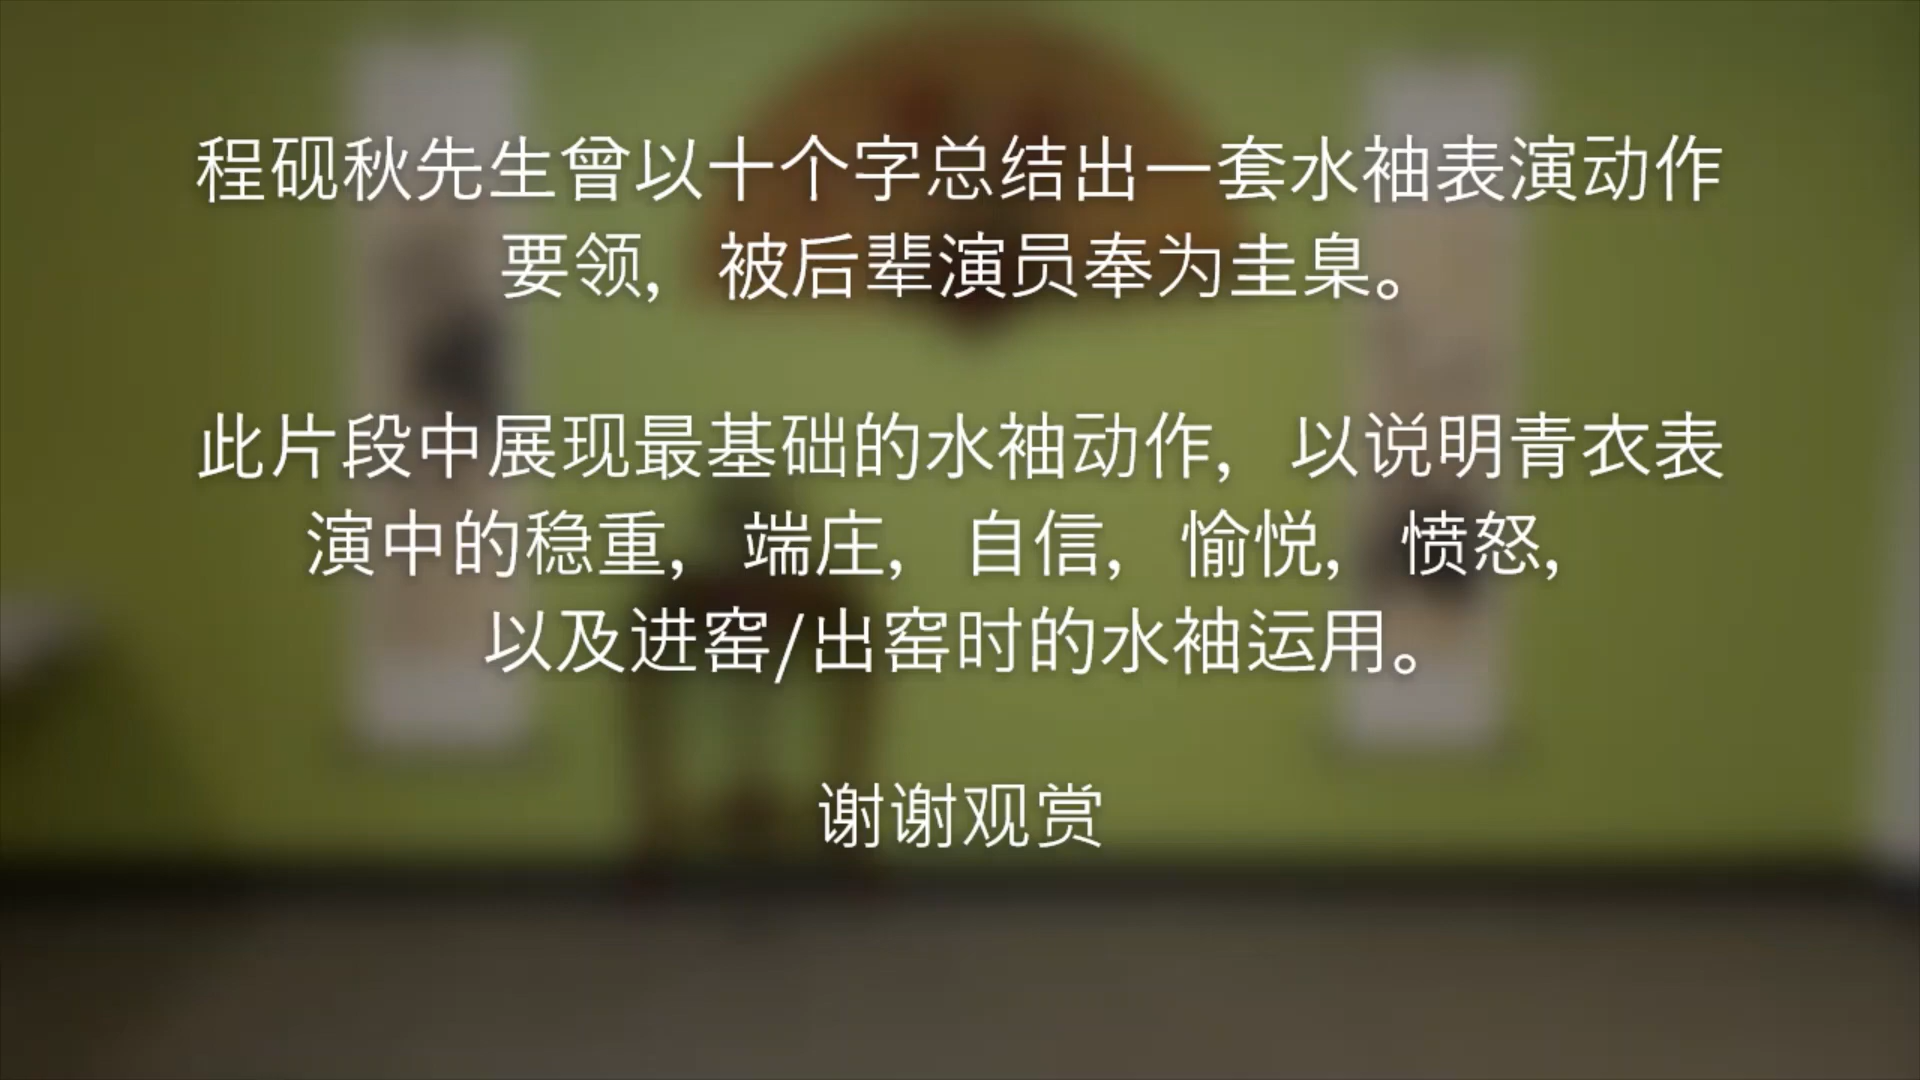 程砚秋先生曾以十个字总结出一套水袖表演动作
要领，被后辈演员奉为圭臬。
此片段中展现最基础的水袖动作，以说明青衣表
演中的稳重，端庄，自信，愉悦，愤怒，
以及进窑/出窑时的水袖运用。
谢谢观赏